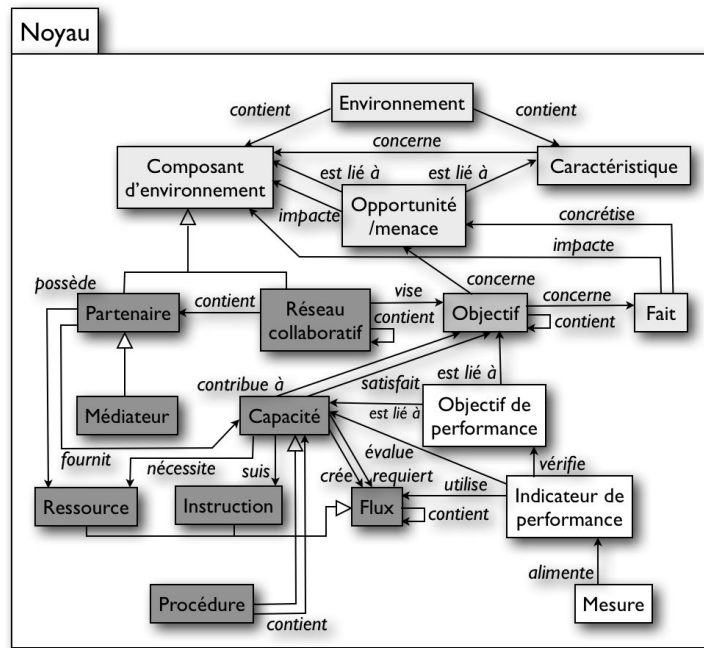 Noyau
Environnement
contient
contient
concerne
Composant
d'environnement
Caractéristique
est lié à
est lié à
impacte
Opportunité
/menace
concrétise
impacte
possède
concerne
Partenaire
contient
Réseau
collaboratif
vise
contient
Objectif
concerne
contient
Fait
contribue à
satisfait
est lié à
Médiateur
Capacité
est lié à
Objectif de
performance
fournit
nécessite
suis
crée
évalue
requiert
vérifie
utilise
Ressource
Instruction
Flux
contient
Indicateur de
performance
alimente
Procédure
contient
Mesure